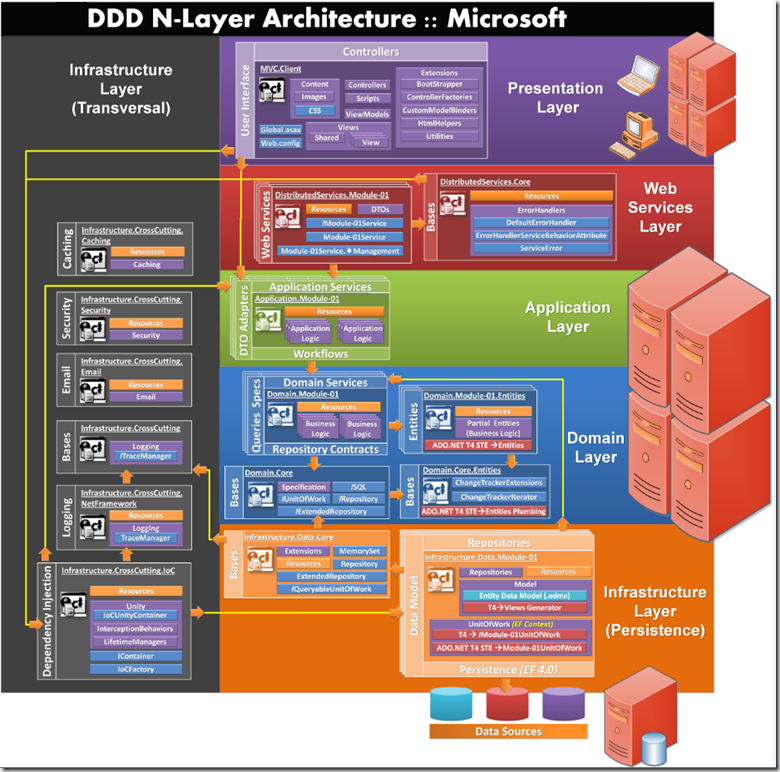 DDD N-Layer Architecture :: Microsoft
Infrastructure
Layer
(Transversal)
User Interface
Controllers
MVC.Client
Content
Images
CSS
Controllers
Scripts
ViewModels
Extensions
BootStrapper
ControllerFactories
CustomModelBinders
HtmlHelpers
Utilities
Global.asax
Web.config
Views
Shared
View
Presentation
Layer
Web Services
DistributedServices.Module-01
Resources
DTOs
IModule-01Service
Module-01Service
Module-01Service.✶Management
Bases
DistributedServices.Core
Resources
ErrorHandlers
DefaultErrorHandler
ErrorHandlerServiceBehaviorAttribute
ServiceError
Web
Services
Layer
Caching
Infrastructure.CrossCutting.
Caching
Resources
Caching
Security
Infrastructure.CrossCutting.
Security
Resources
Security
Email
Infrastructure.CrossCutting.
Email
Resources
Email
Bases
Infrastructure.CrossCutting
Logging
ITraceManager
Logging
Infrastructure.CrossCutting.
NetFramework
Resources
Logging
TraceManager
Dependency Injection
Infrastructure.CrossCutting.IoC
Resources
Unity
IoCUnityContainer
InterceptionBehaviors
LifetimeManagers
IContainer
IoCFactory
DTO Adapters
Application Services
Application.Module-01
Resources
Application
Logic
Application
Logic
Workflows
Application
Layer
Queries Specs
Domain Services
Domain.Module-01
Resources
Business
Logic
Business
Logic
Repository Contracts
Entities
Domain.Module-01.Entities
Resources
Partial Entities
(Business Logic)
ADO.NET T4 STE →Entities
Domain
Layer
Bases
Domain.Core
Specification
ISQL
IUnitOfWork
IRepository
IExtendedRepository
Bases
Domain.Core.Entities
ChangeTrackerExtensions
ChangeTrackerIterator
ADO.NET T4 STE→Entities Plumbing
Bases
Infrastructure.Data.Core
Extensions
MemorySet
Resources
Repository
ExtendedRepository
IQueryableUnitOfWork
Data Model
Repositories
Infrastructure.Data.Module-01
Repositories
Resources
Model
Entity Data Model (.edmx)
T4→Views Generator
UnitOfWork (EF Context)
T4 → IModule-01UnitOfWork
ADO.NET T4 STE →Module-01UnitOfWork
Persistence (EF 4.0)
Infrastructure
Layer
(Persistence)
Data Sources